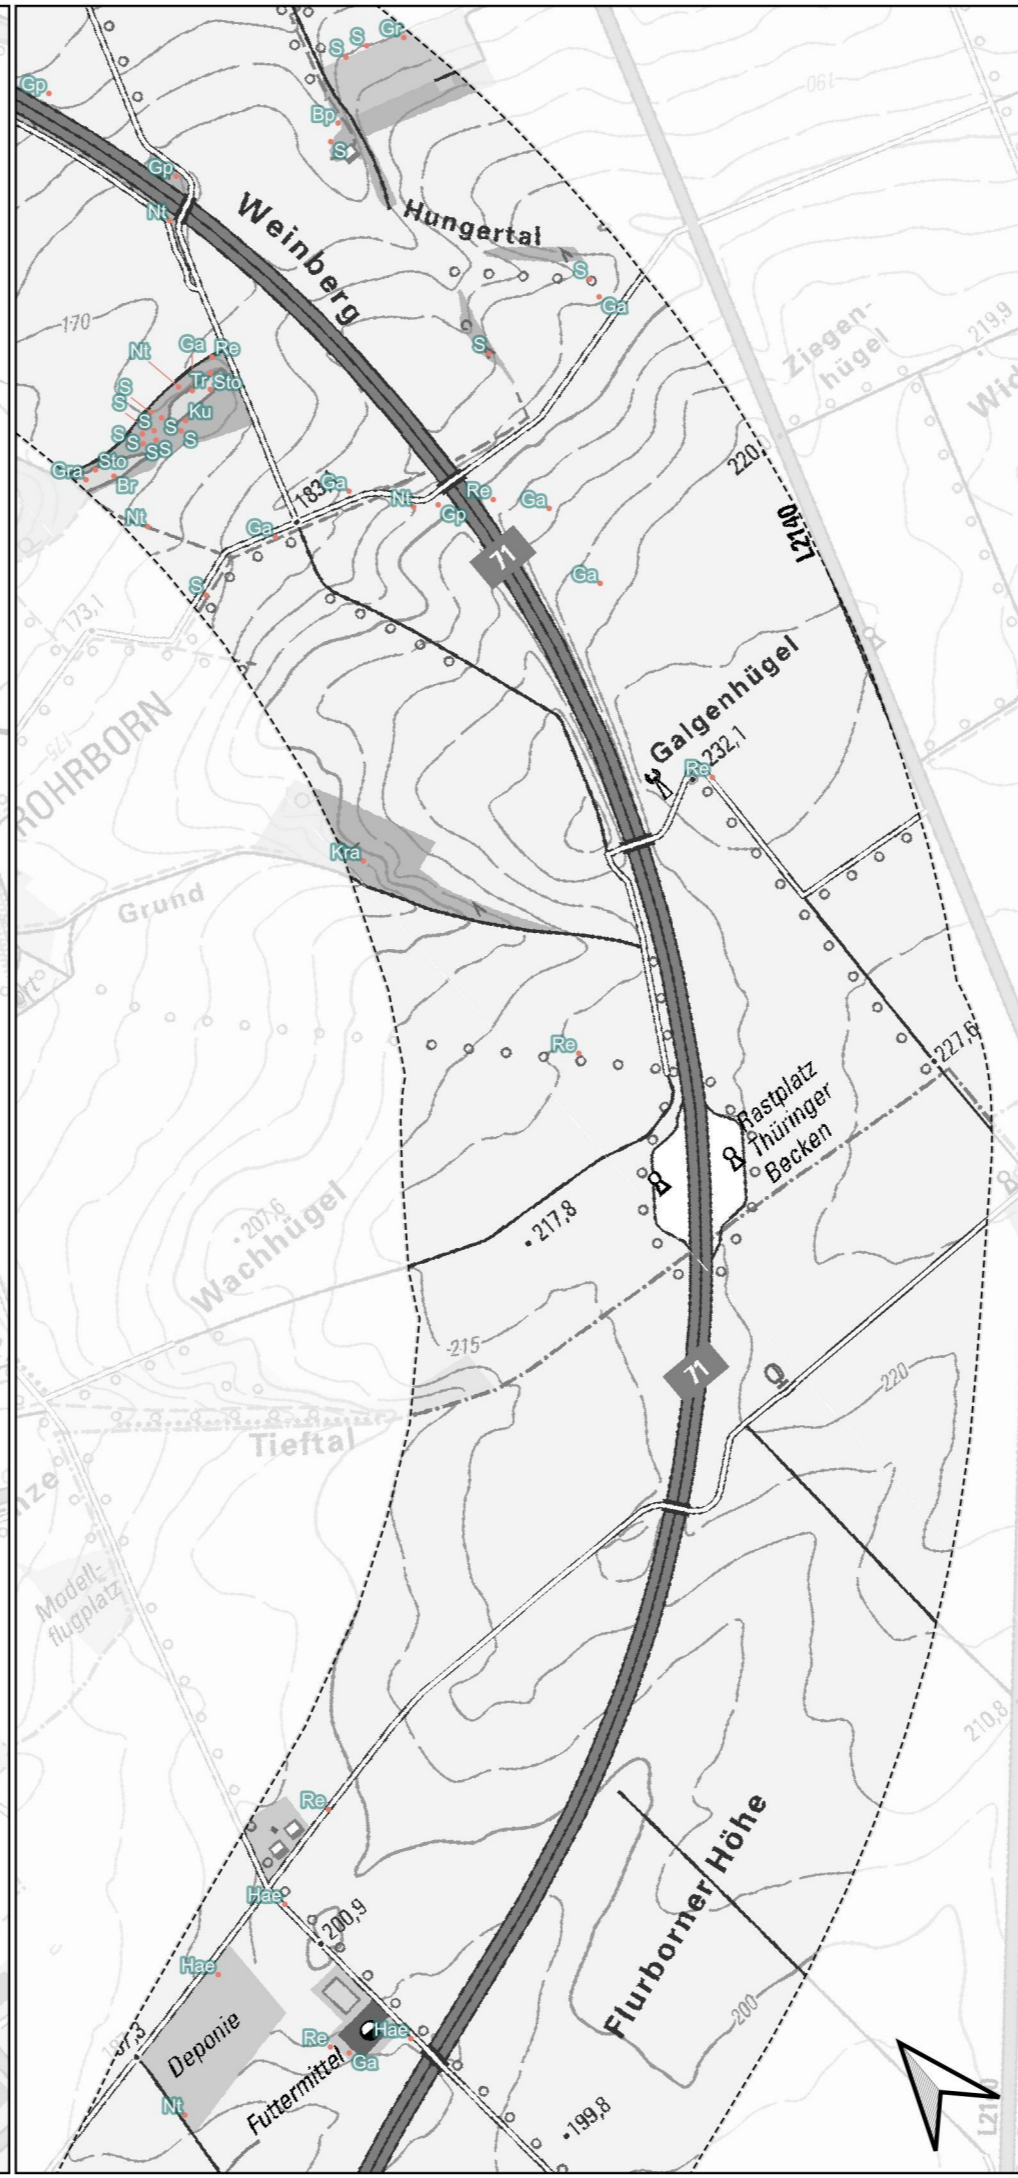 S
S
Gr
Gp
190
Bp
S
Gp
Nt
Weinberg
Hungertal
S
Ga
S
170
Ziegen-
hügel
219,9
Nt
Ga
Re
Tr
Sto
S
S
Ku
S
S
S
S
S
S
S
Gra
Sto
Br
Nt
183
Ga
Nt
Gp
Re
Ga
Ga
S
220
L2140
71
Ga
173,1
175
ROHRBORN
Galgenhügel
232,1
Re
Kra
Grund
Re
227,6
Rastplatz
Thüringer
Becken
217,8
207,6
Wachhügel
215
71
220
Tieftal
Modell-
flugplatz
210,8
Re
Hae
200,9
Flurborner Höhe
Hae
Deponie
Re
Hae
Ga
Futtermittel
200
Nt
199,8